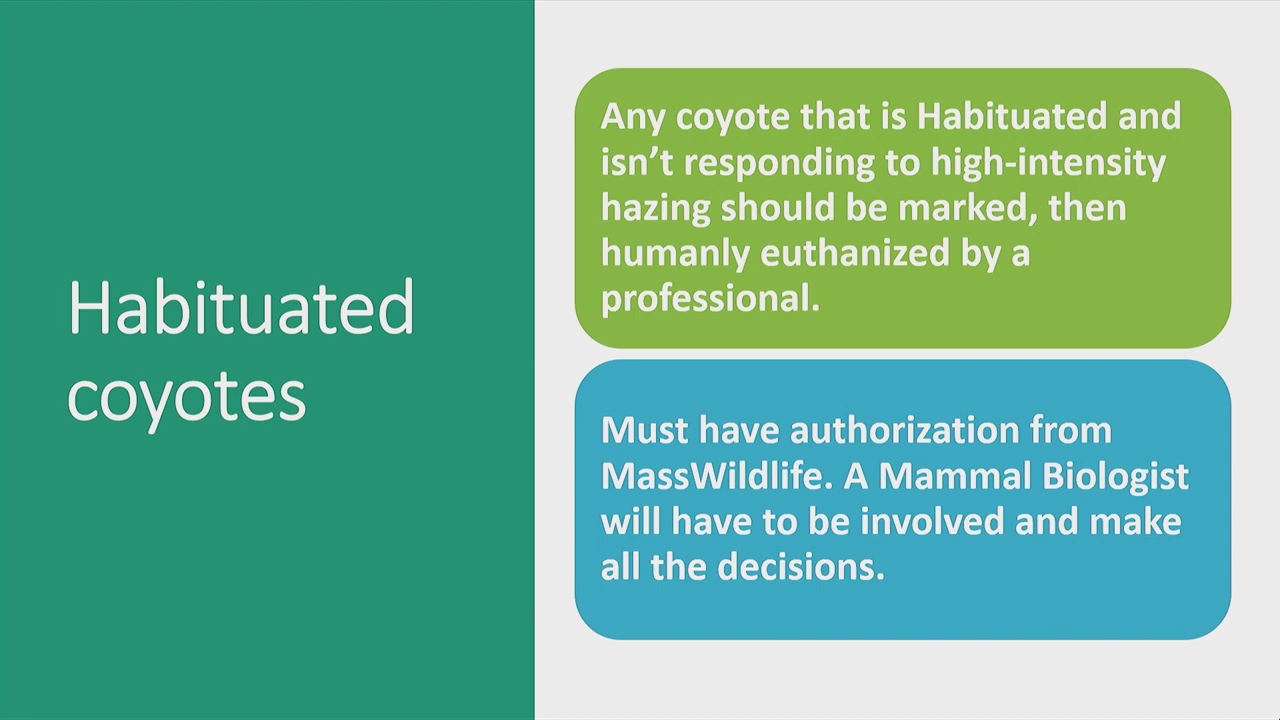 Habituated
coyotes
Any coyote that is Habituated and
isn’t responding to high-intensity
hazing should be marked, then
humanly euthanized by a
professional.
Must have authorization from
MassWildlife. A Mammal Biologist
will have to be involved and make
all the decisions.